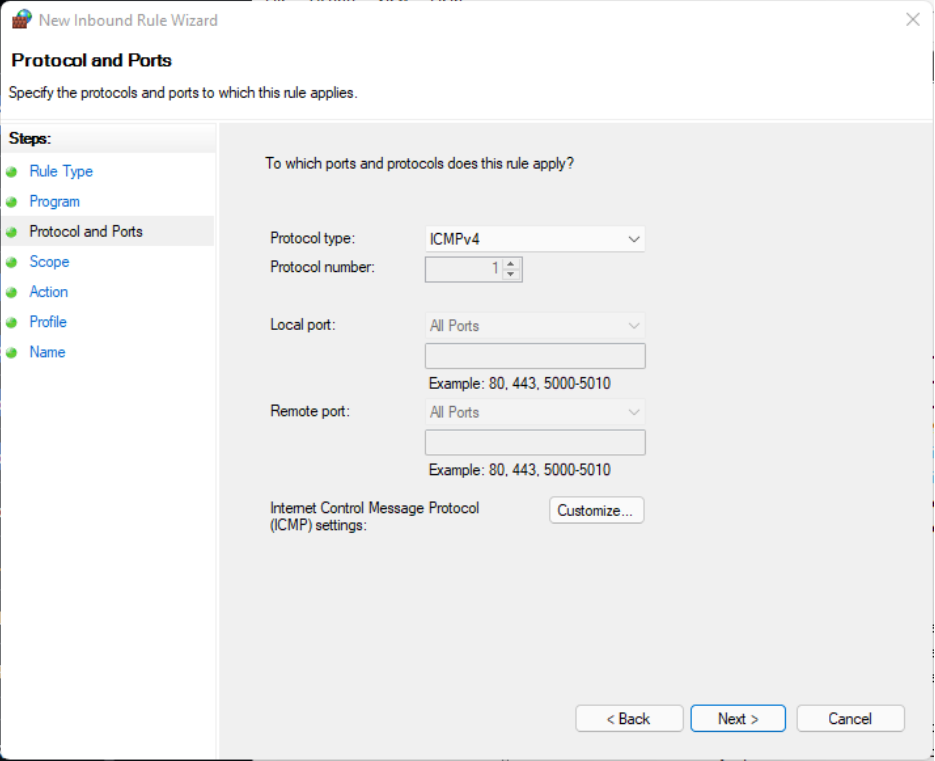 New Inbound Rule Wizard
Protocol and Ports
Specify the protocols and ports to which this rule applies.
Steps:
Rule Type
Program
Protocol and Ports
Scope
Action
Profile
Name
To which ports and protocols does this rule apply?
Protocol type: ICMPv4
Protocol number: 1
Local port: All Ports
Example: 80, 443, 5000-5010
Remote port: All Ports
Example: 80, 443, 5000-5010
Internet Control Message Protocol
(ICMP) settings:
Customize...
< Back Next > Cancel